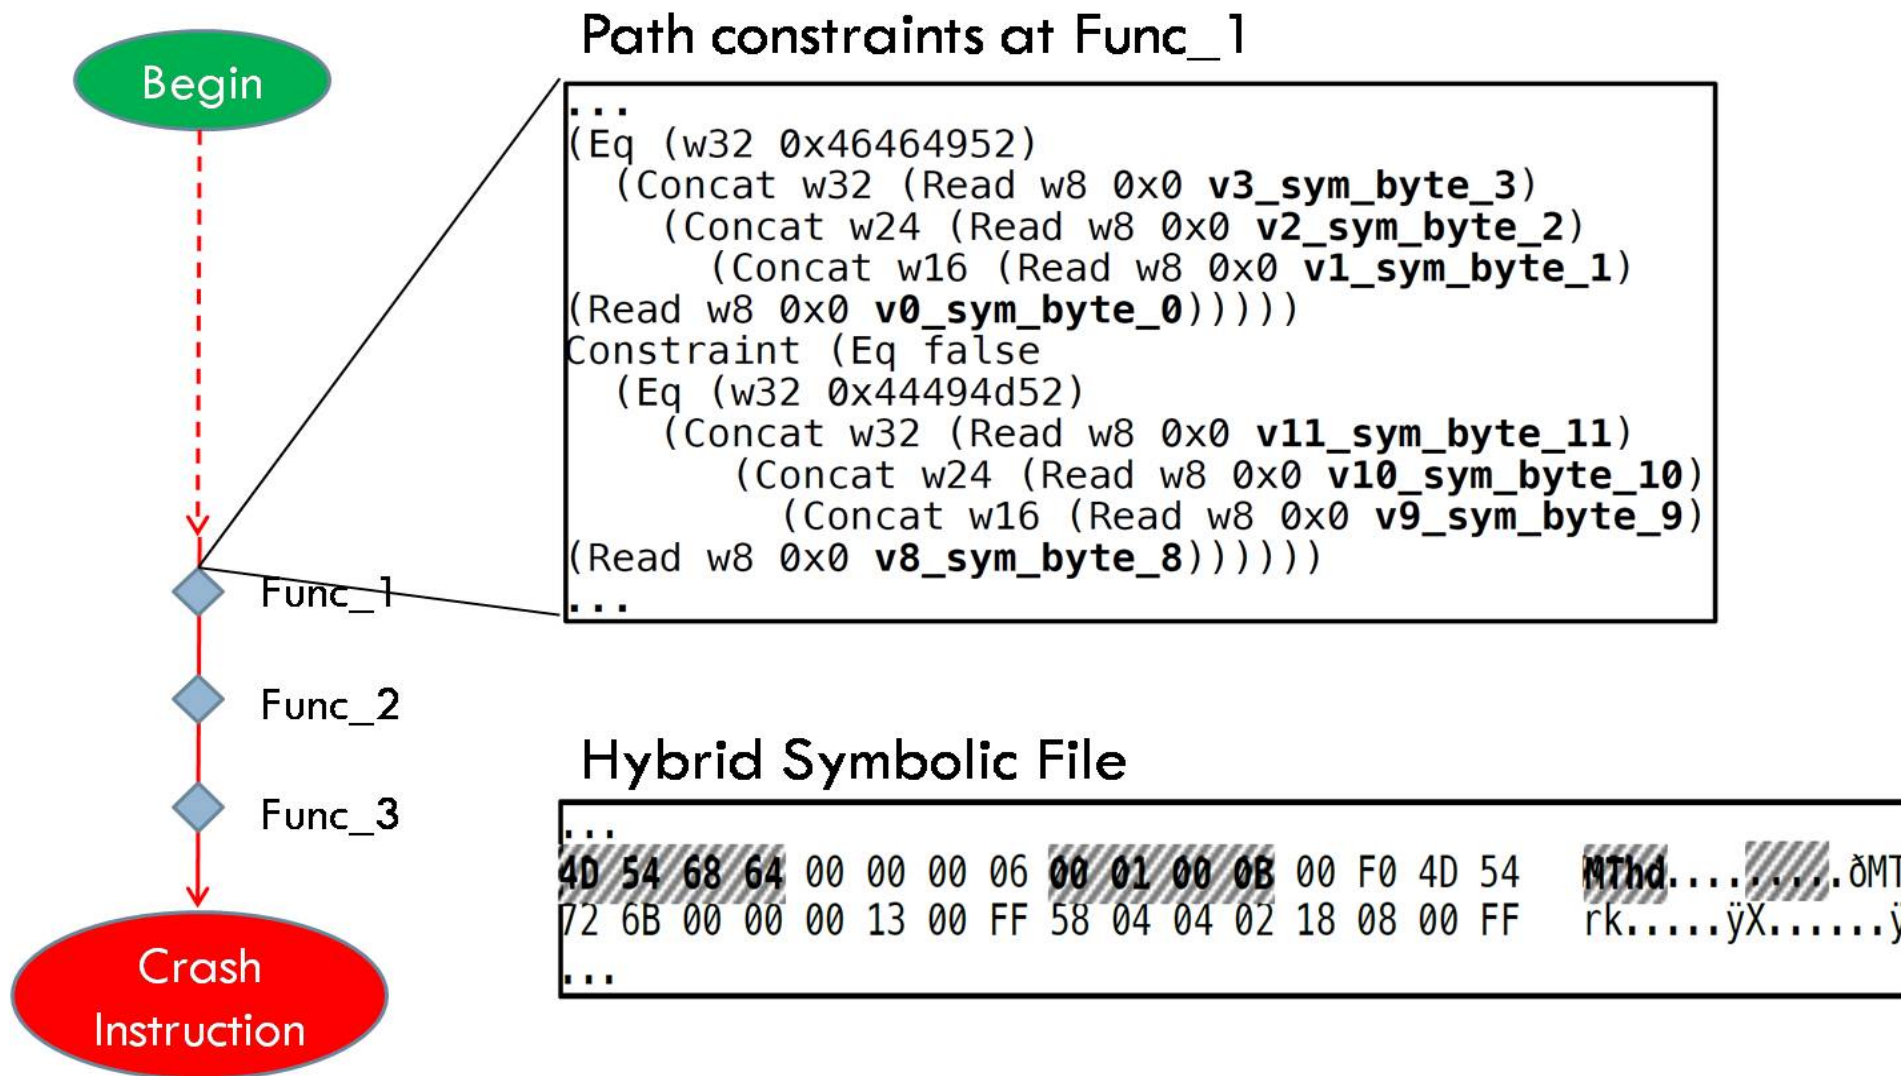 Begin
Path constraints at Func_1
...
(Eq (w32 0x46464952)
(Concat w32 (Read w8 0x0 v3_sym_byte_3)
(Concat w24 (Read w8 0x0 v2_sym_byte_2)
(Concat w16 (Read w8 0x0 v1_sym_byte_1)
(Read w8 0x0 v0_sym_byte_0)))))
Constraint (Eq false
(Eq (w32 0x44494d52)
(Concat w32 (Read w8 0x0 v11_sym_byte_11)
(Concat w24 (Read w8 0x0 v10_sym_byte_10)
(Concat w16 (Read w8 0x0 v9_sym_byte_9)
(Read w8 0x0 v8_sym_byte_8))))))
...
Func_1
Func_2
Func_3
Crash
Instruction
Hybrid Symbolic File
...
4D 54 68 64 00 00 00 06 00 01 00 0B 00 F0 4D 54 MThd.........ðMT
72 6B 00 00 00 13 00 FF 58 04 04 02 18 08 00 FF rk.....ÿX......ÿ
...